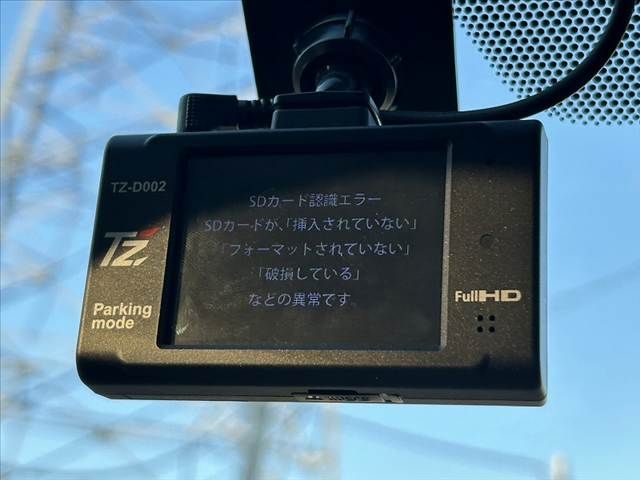 TZ-D002
TZ
Parking
mode
SDカード認識エラー
SDカードが、「挿入されていない」
「フォーマットされていない」
「破損している」
などの異常です。
FullHD